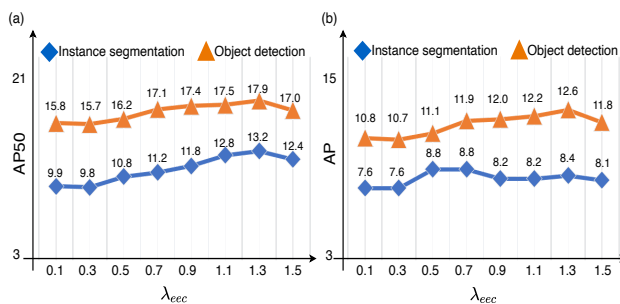 (a)
Instance segmentation Object detection
21
15.8 15.7 16.2 17.1 17.4 17.5 17.9 17.0
9.9 9.8 10.8 11.2 11.8 12.8 13.2 12.4
AP50
3
0.1 0.3 0.5 0.7 0.9 1.1 1.3 1.5
λeec
(b)
Instance segmentation Object detection
15
10.8 10.7 11.1 11.9 12.0 12.2 12.6 11.8
7.6 7.6 8.8 8.8 8.2 8.2 8.4 8.1
AP
3
0.1 0.3 0.5 0.7 0.9 1.1 1.3 1.5
λeec